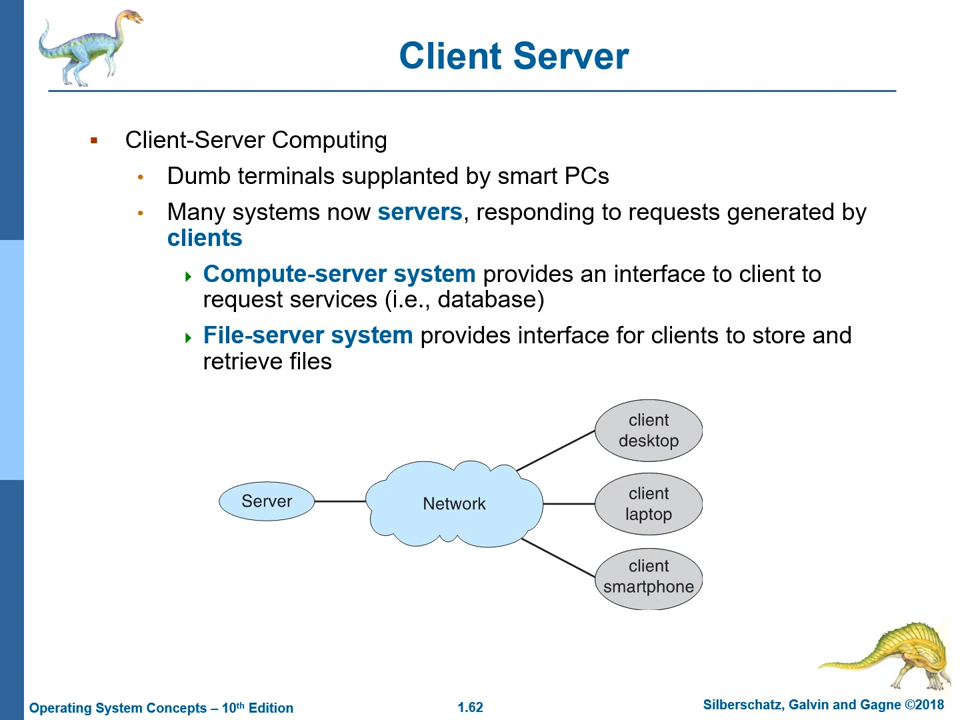 Client Server
▪ Client-Server Computing
• Dumb terminals supplanted by smart PCs
• Many systems now servers, responding to requests generated by
clients
Compute-server system provides an interface to client to
request services (i.e., database)
File-server system provides interface for clients to store and
retrieve files
client
desktop
Server
Network
client
laptop
client
smartphone
Operating System Concepts – 10th Edition
1.62
Silberschatz, Galvin and Gagne ©2018